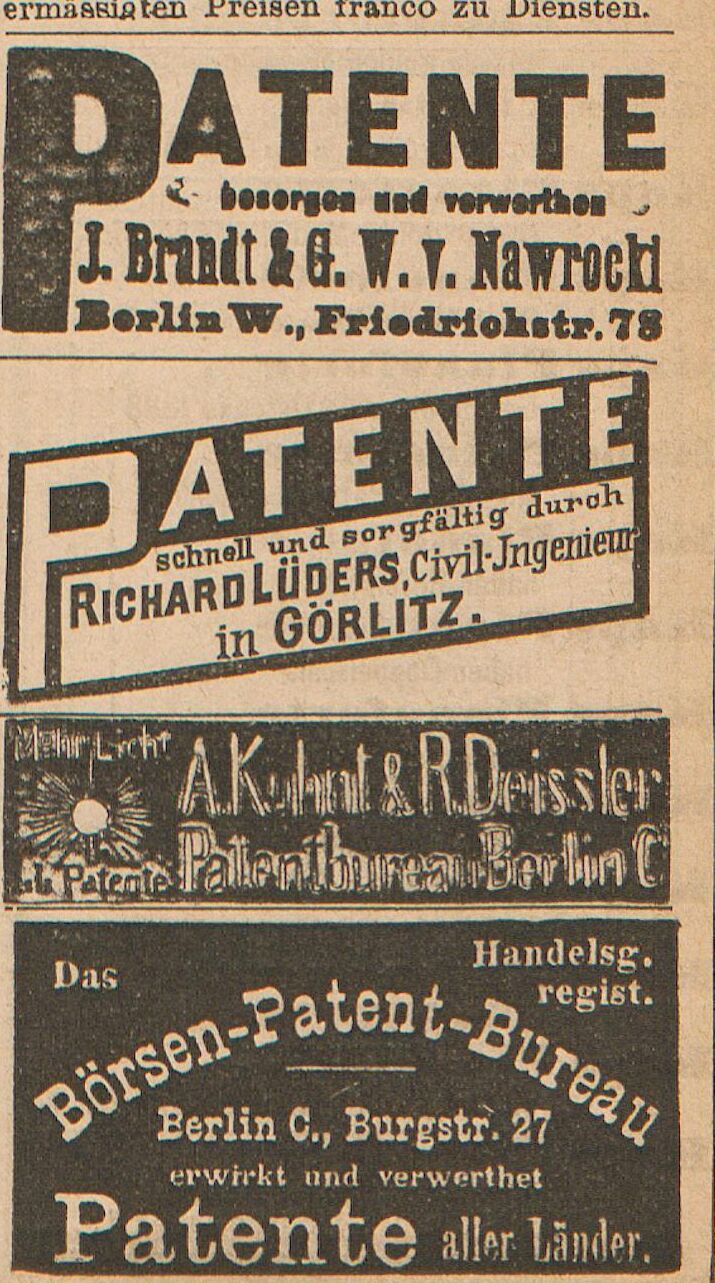 ermässigten Preisen franco zu Diensten.
PATENTE
besorgen und verwerthen
J. Brandt & G. W. v. Nawrocki
Berlin W., Friedrichstr. 78
PATENTE
schnell und sorgfältig durch
RICHARD LÜDERS, Civil-Jngenieur
in GÖRLITZ.
Mehr Licht
A. Kuhnt & R. Deissler
Patente
Patentbureau Berlin C
Das
Handelsg.
regist.
Börsen-Patent-Bureau
Berlin C., Burgstr. 27
erwirkt und verwerthet
Patente aller Länder.